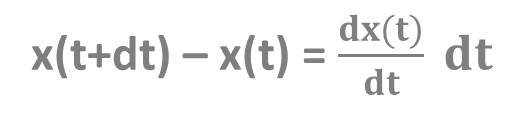 x(t+dt) – x(t) = dx(t)/dt dt